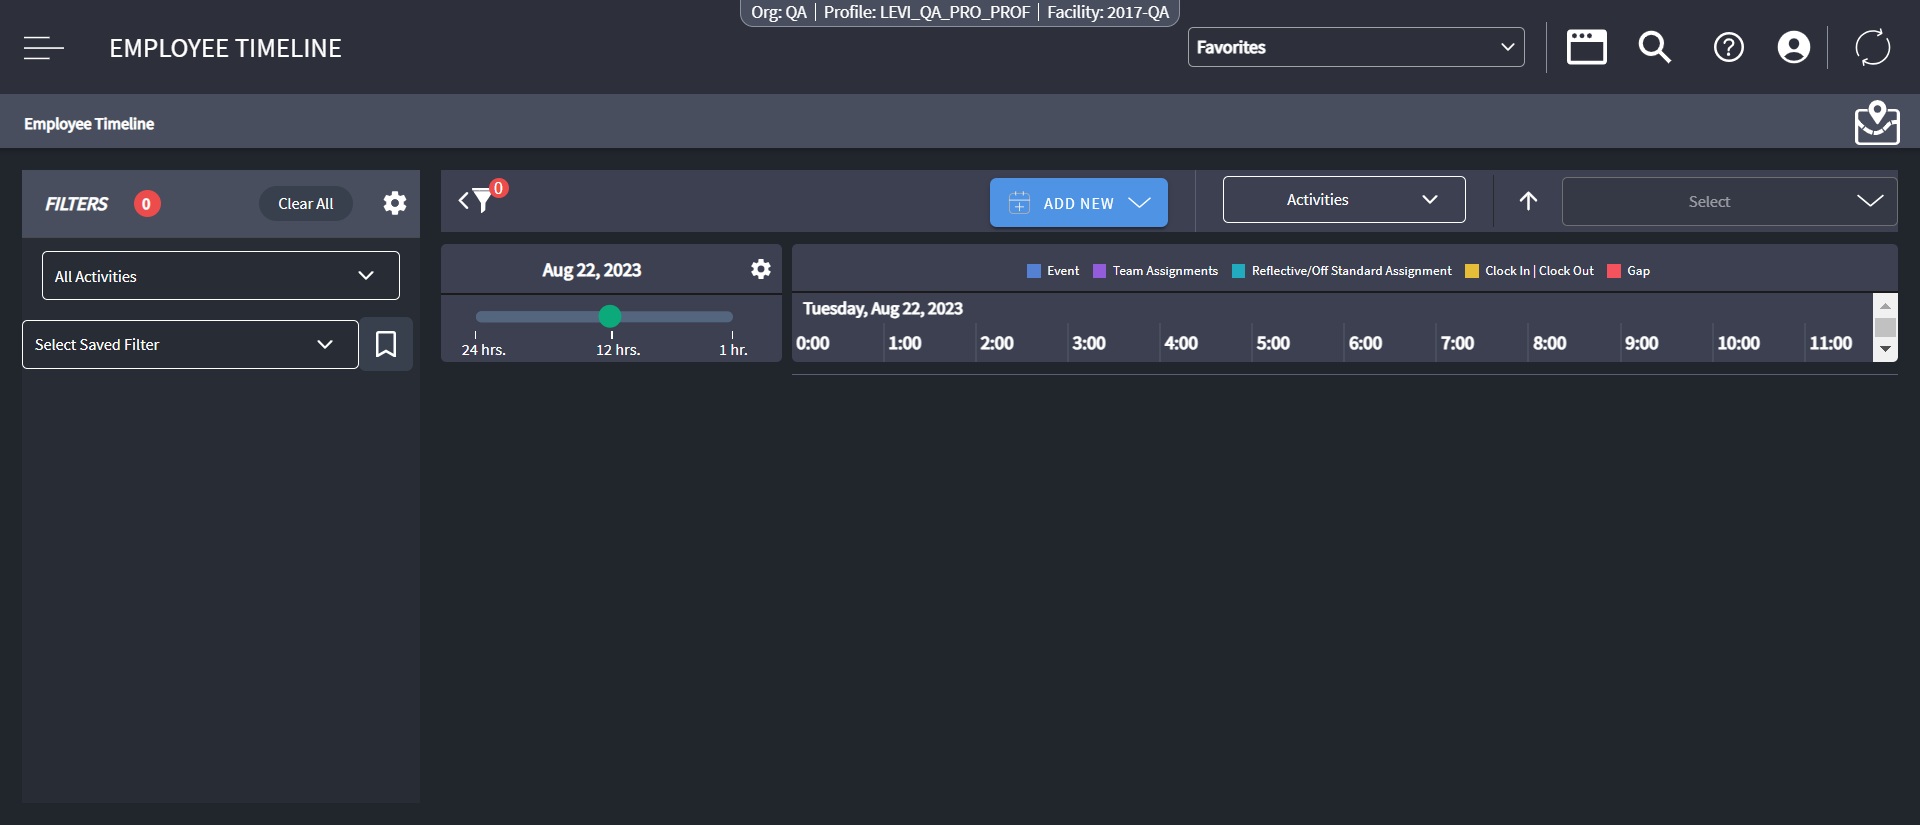 Org: QA | Profile: LEVI_QA_PRO_PROF | Facility: 2017-QA
EMPLOYEE TIMELINE
Favorites
Employee Timeline
FILTERS 0 Clear All
0
ADD NEW
Activities
Select
All Activities
Select Saved Filter
Aug 22, 2023
24 hrs. 12 hrs. 1 hr.
Event Team Assignments Reflective/Off Standard Assignment Clock In | Clock Out Gap
Tuesday, Aug 22, 2023
0:00 1:00 2:00 3:00 4:00 5:00 6:00 7:00 8:00 9:00 10:00 11:00